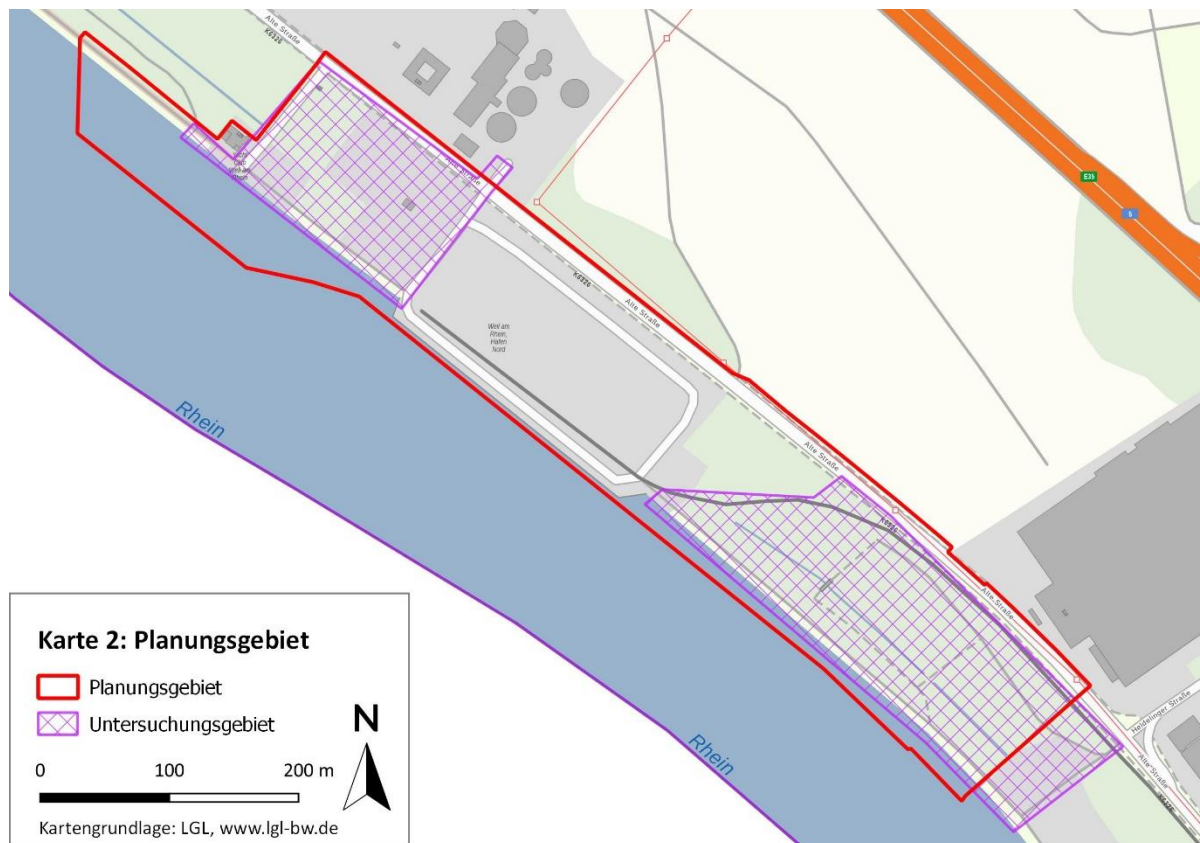 Alte Straße
K6326
Alte Straße
E35
5
K6326
Alte Straße
Weil am
Rhein,
Hafen
Nord
Rhein
Alte Straße
K6326
Alte Straße
Heldelinger Straße
Alte Straße
K6326
Rhein
Karte 2: Planungsgebiet
Planungsgebiet
Untersuchungsgebiet
N
0 100 200 m
Kartengrundlage: LGL, www.lgl-bw.de